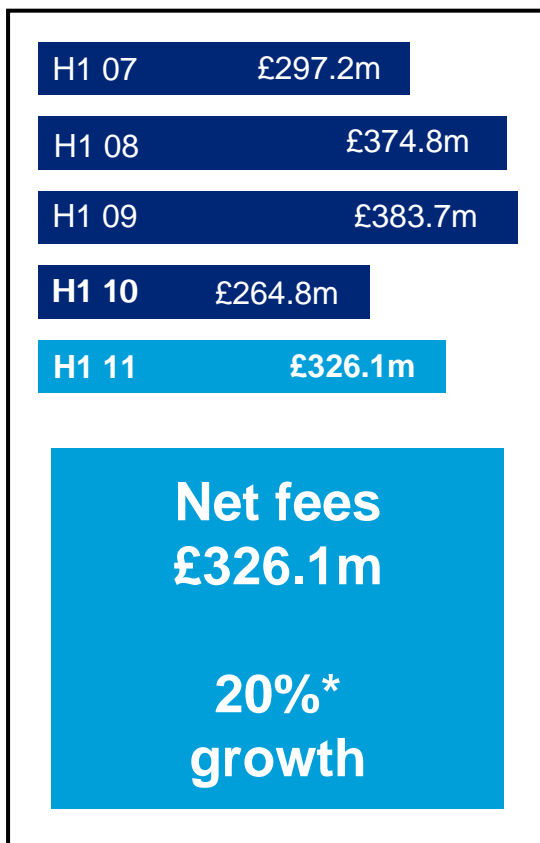 H1 07 £297.2m
H1 08 £374.8m
H1 09 £383.7m
H1 10 £264.8m
H1 11 £326.1m
Net fees
£326.1m
20%*
growth